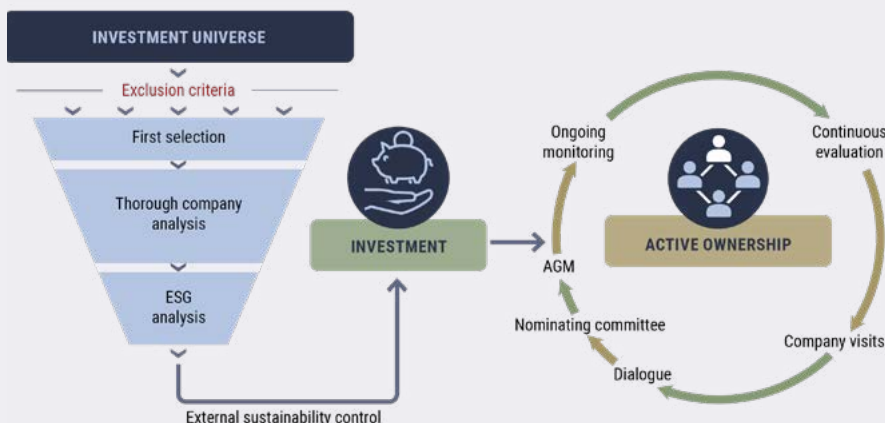 INVESTMENT UNIVERSE
Exclusion criteria
First selection
Thorough company
analysis
ESG
analysis
External sustainability control
INVESTMENT
ACTIVE OWNERSHIP
Ongoing
monitoring
Continuous
evaluation
Company visits
Dialogue
Nominating committee
AGM